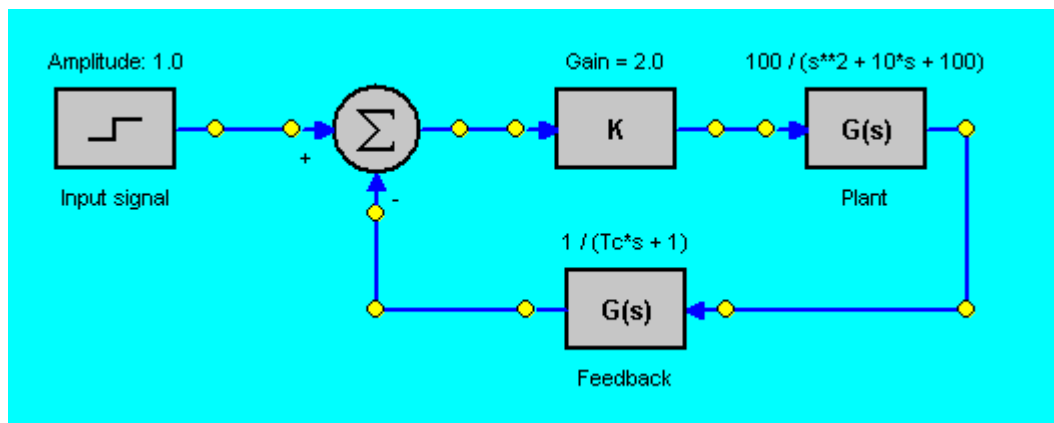 Amplitude: 1.0
Gain = 2.0
100 / (s**2 + 10*s + 100)
Σ
K
G(s)
+
-
Input signal
Plant
1 / (Tc*s + 1)
G(s)
Feedback